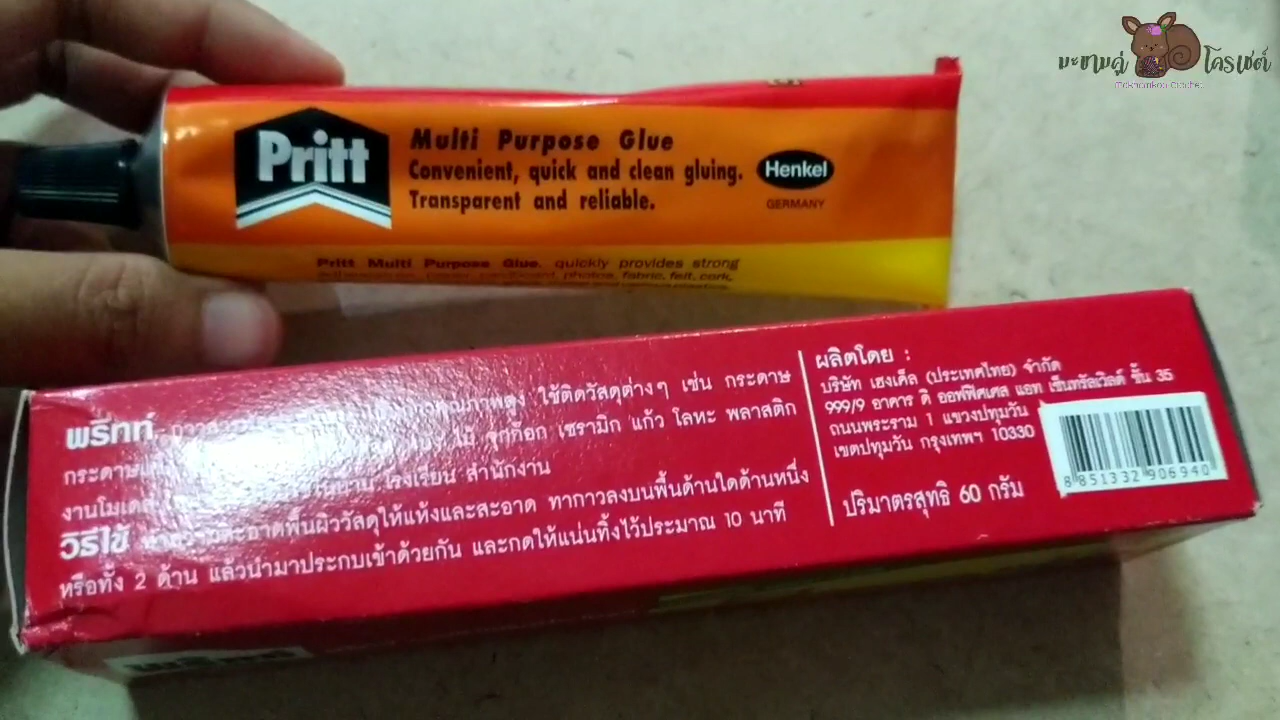 มะขามคู่ โครเชต์
Pritt
Multi Purpose Glue
Convenient, quick and clean gluing.
Transparent and reliable.
Henkel
GERMANY
Pritt Multi Purpose Glue, quickly provides strong
photos, fabric, felt, cork,
พริทท์ คุณภาพสูง ใช้ติดวัสดุต่างๆ เช่น กระดาษ
ไม้ จุกก็อก เซรามิก แก้ว โลหะ พลาสติก
โรงเรียน สำนักงาน
วิธีใช้ ทำความสะอาดพื้นผิววัสดุให้แห้งและสะอาด ทากาวลงบนพื้นด้านใดด้านหนึ่ง
หรือทั้ง 2 ด้าน แล้วนำมาประกบเข้าด้วยกัน และกดให้แน่นทิ้งไว้ประมาณ 10 นาที
ผลิตโดย :
บริษัท เฮงเค็ล (ประเทศไทย) จำกัด
999/9 อาคาร ดิ ออฟฟิศเศส แอท เซ็นทรัลเวิลด์ ชั้น 35
ถนนพระราม 1 แขวงปทุมวัน
เขตปทุมวัน กรุงเทพฯ 10330
ปริมาตรสุทธิ 60 กรัม
8 851332 906940